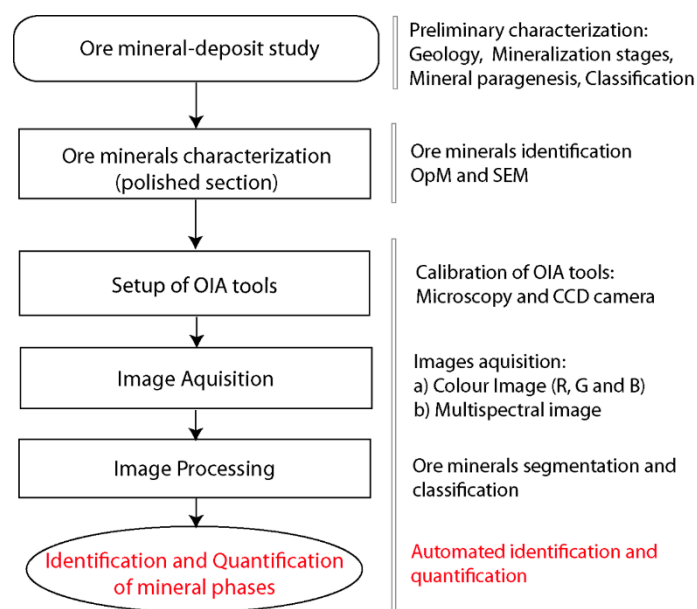 Ore mineral-deposit study
Preliminary characterization:
Geology, Mineralization stages,
Mineral paragenesis, Classification
Ore minerals characterization
(polished section)
Ore minerals identification
OpM and SEM
Setup of OIA tools
Calibration of OIA tools:
Microscopy and CCD camera
Image Aquisition
Images aquisition:
a) Colour Image (R, G and B)
b) Multispectral image
Image Processing
Ore minerals segmentation and
classification
Identification and Quantification
of mineral phases
Automated identification and
quantification